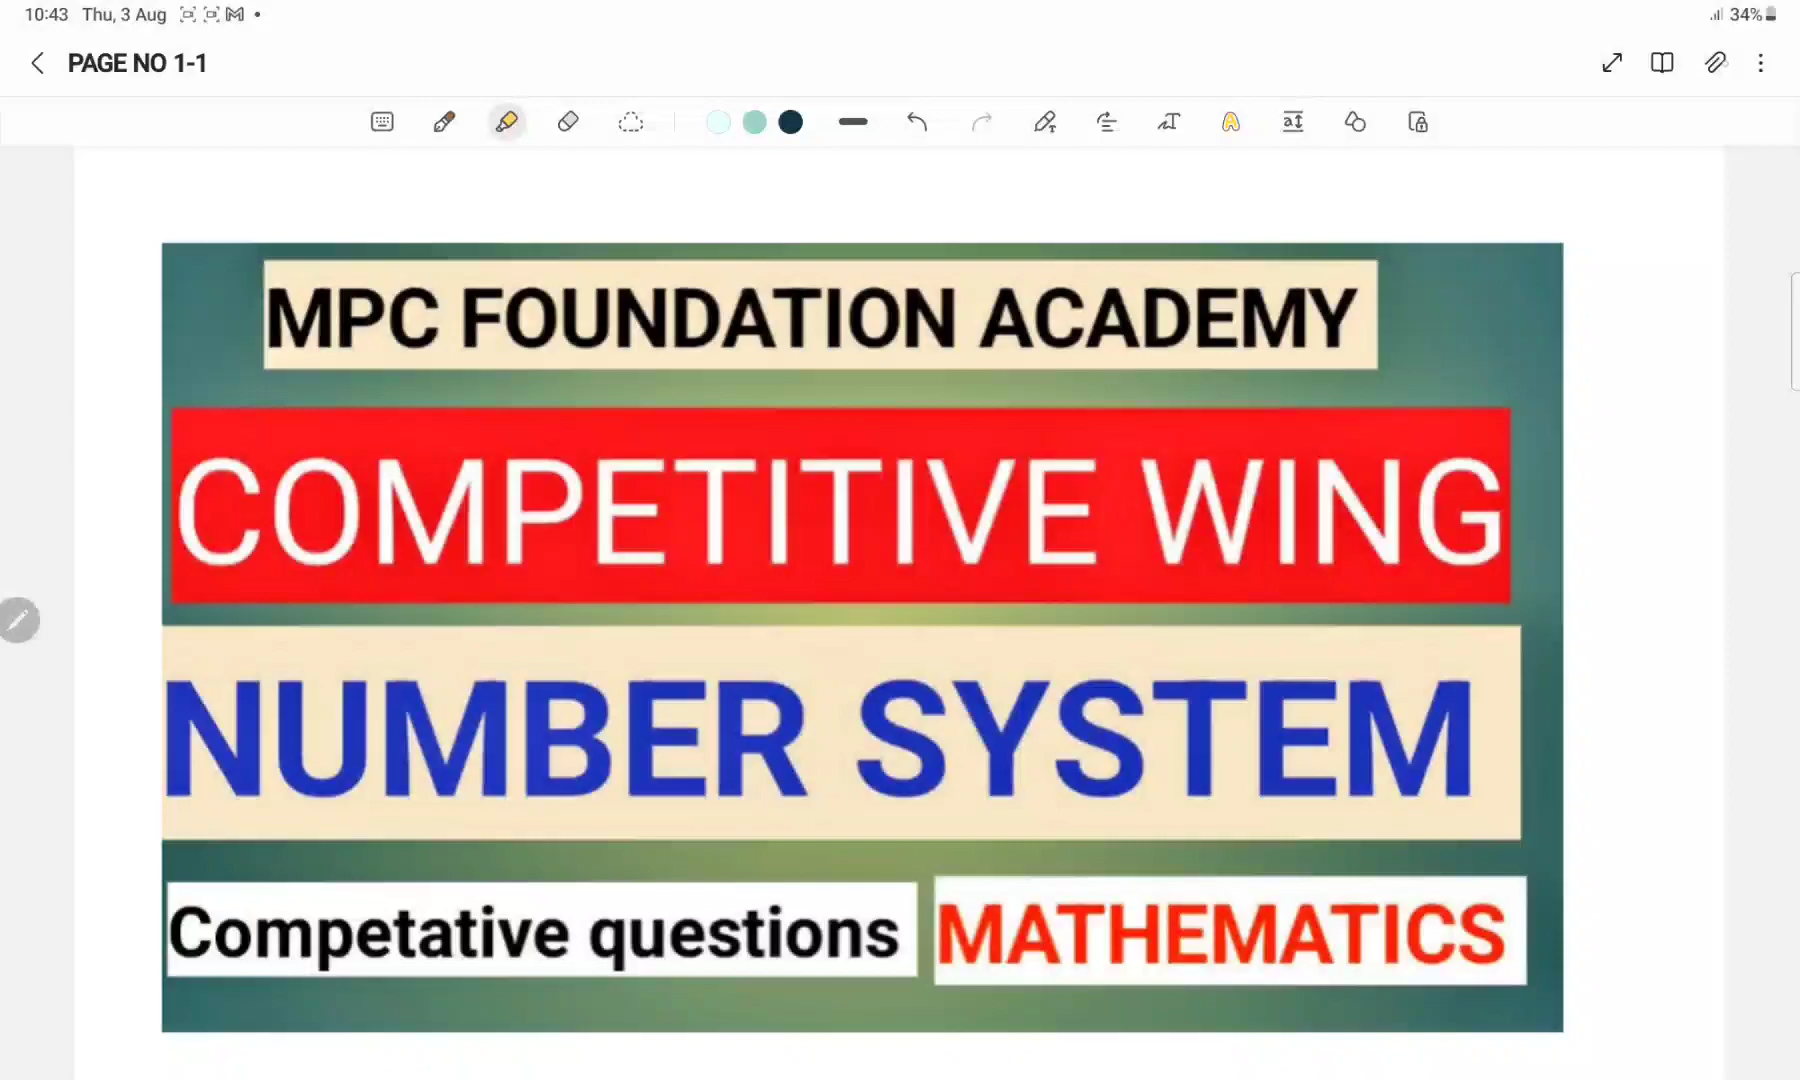 10:43 Thu, 3 Aug 34%
PAGE NO 1-1
MPC FOUNDATION ACADEMY
COMPETITIVE WING
NUMBER SYSTEM
Competative questions MATHEMATICS